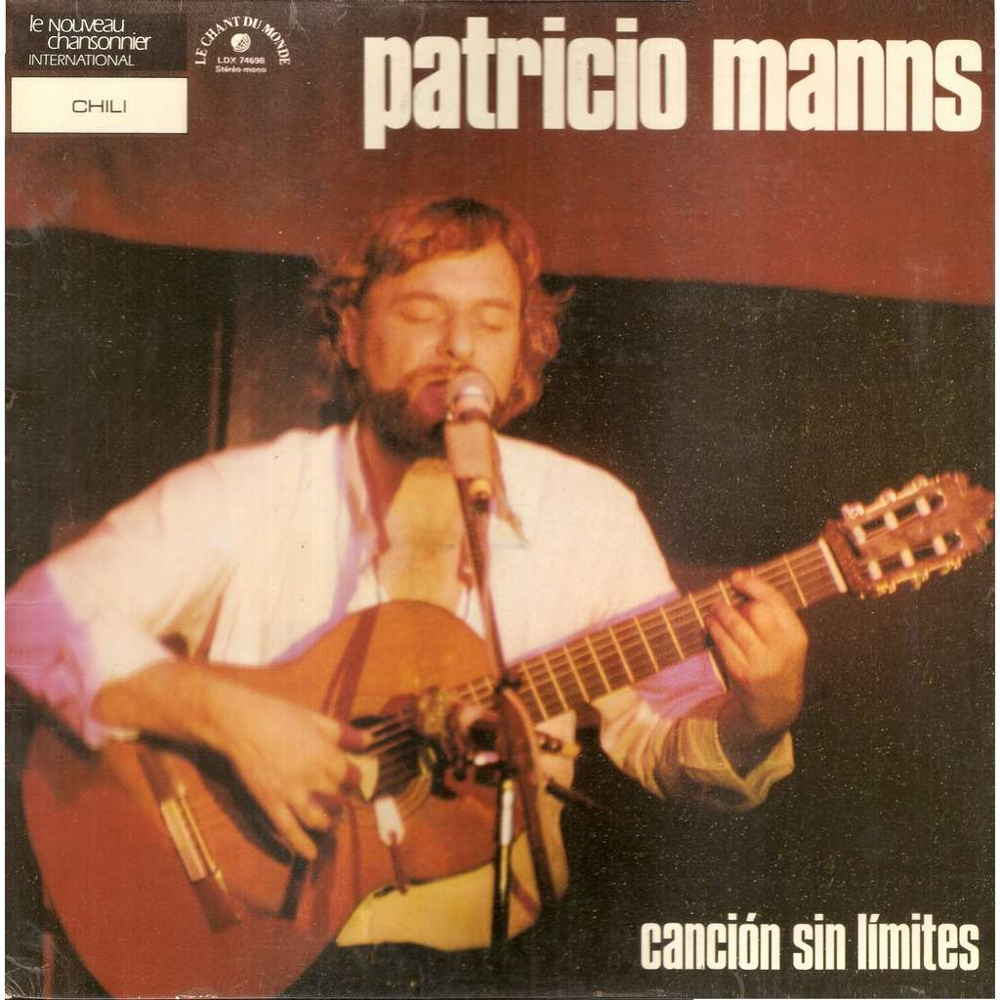 le nouveau
chansonnier
INTERNATIONAL
CHILI
LE CHANT DU MONDE
LDX 74698
Stéréo-mono
patricio manns
canción sin límites